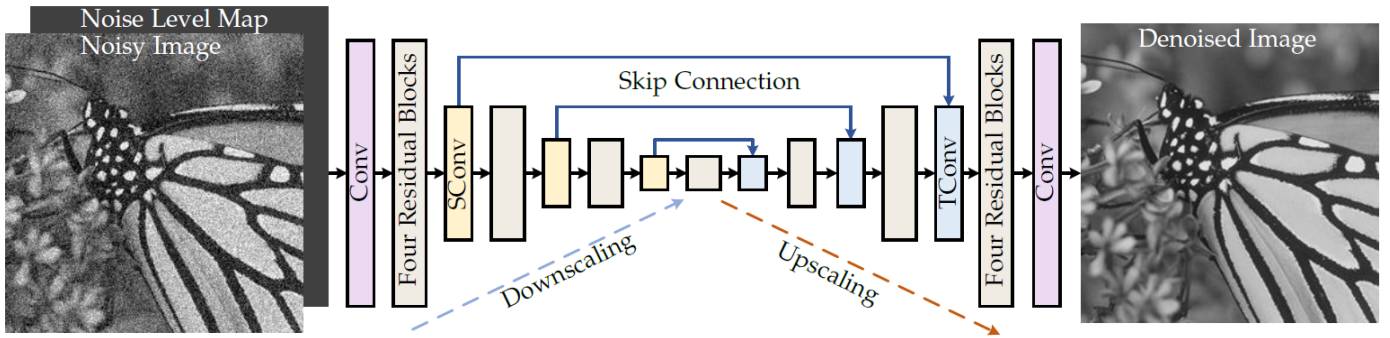 Noise Level Map
Noisy Image
Conv
Four Residual Blocks
SConv
Skip Connection
Downscaling
Upscaling
TConv
Four Residual Blocks
Conv
Denoised Image